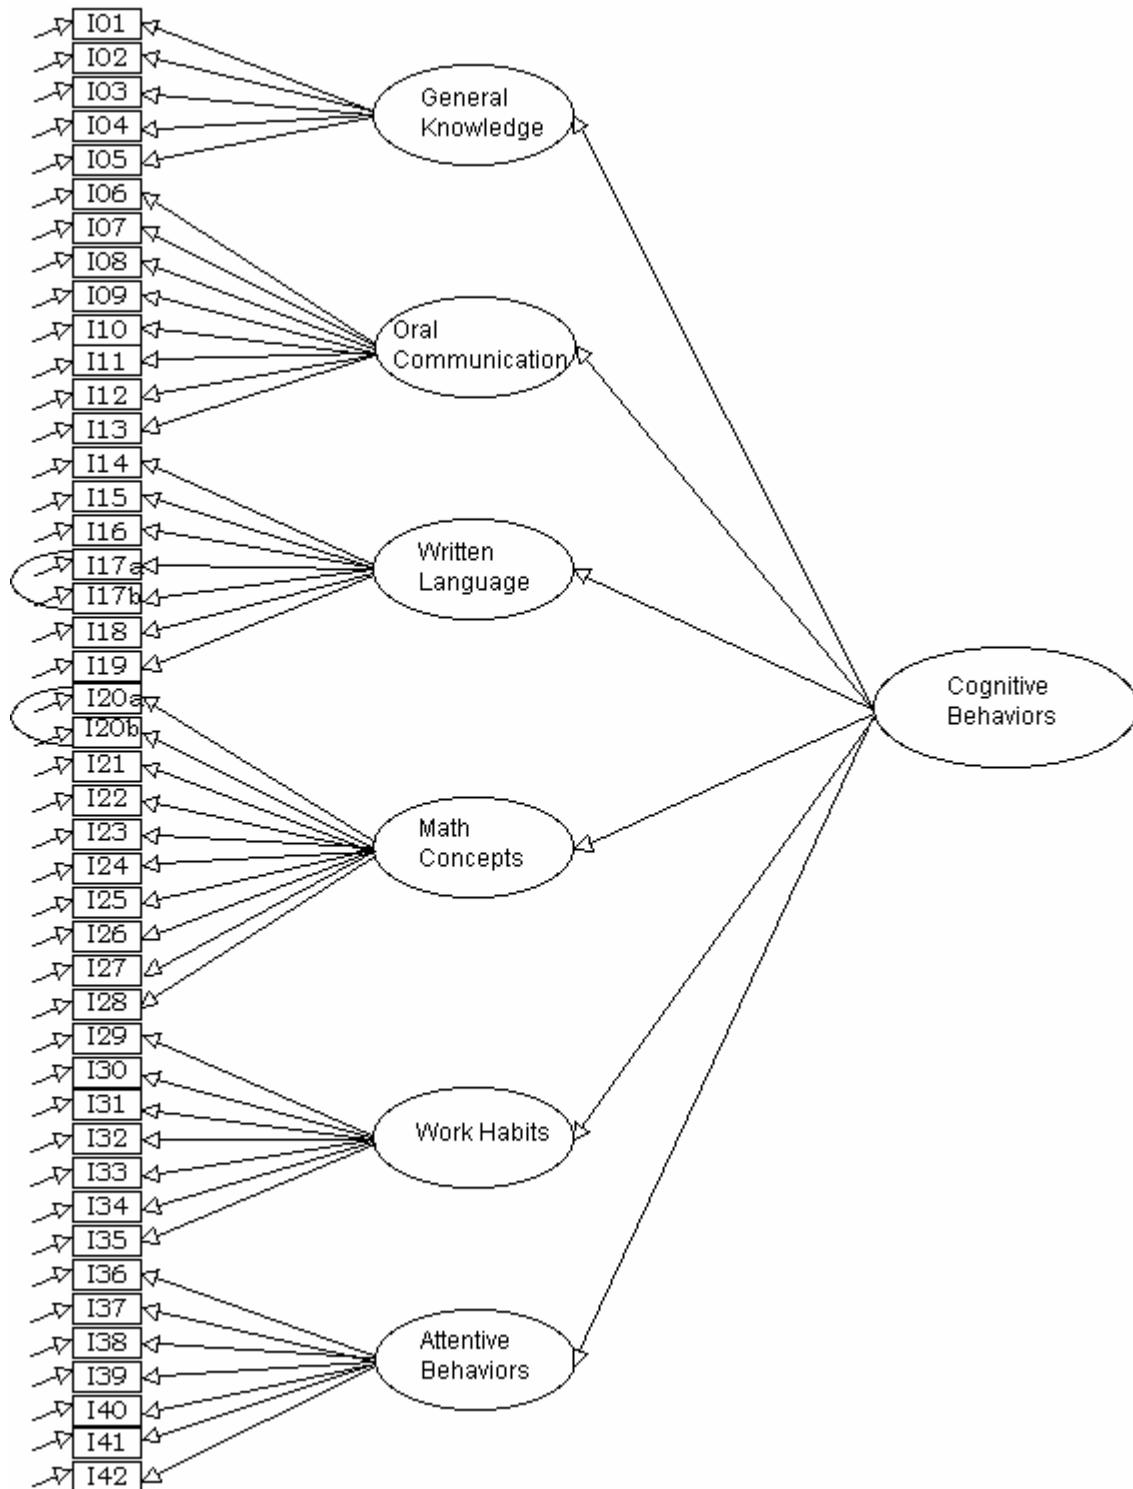 I01
I02
I03
I04
I05
I06
I07
I08
I09
I10
I11
I12
I13
I14
I15
I16
I17a
I17b
I18
I19
I20a
I20b
I21
I22
I23
I24
I25
I26
I27
I28
I29
I30
I31
I32
I33
I34
I35
I36
I37
I38
I39
I40
I41
I42
General
Knowledge
Oral
Communication
Written
Language
Math
Concepts
Work Habits
Attentive
Behaviors
Cognitive
Behaviors